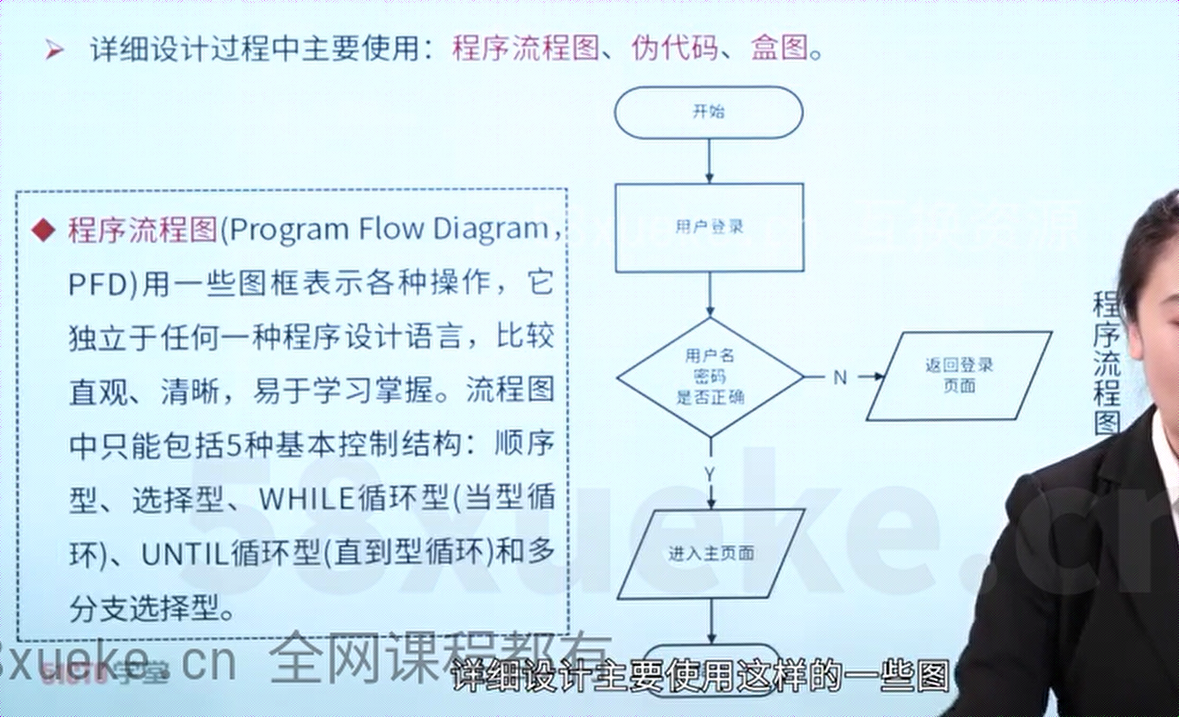 详细设计过程中主要使用：程序流程图、伪代码、盒图。
开始
程序流程图(Program Flow Diagram，
PFD)用一些图框表示各种操作，它
独立于任何一种程序设计语言，比较
直观、清晰，易于学习掌握。流程图
中只能包括5种基本控制结构：顺序
型、选择型、WHILE循环型(当型循
环)、UNTIL循环型(直到型循环)和多
分支选择型。
用户登录
用户名
密码
是否正确
N
返回登录
页面
Y
进入主页面
程序流程图
58xueke.cn
xueke.cn 全网课程都有
详细设计主要使用这样的一些图